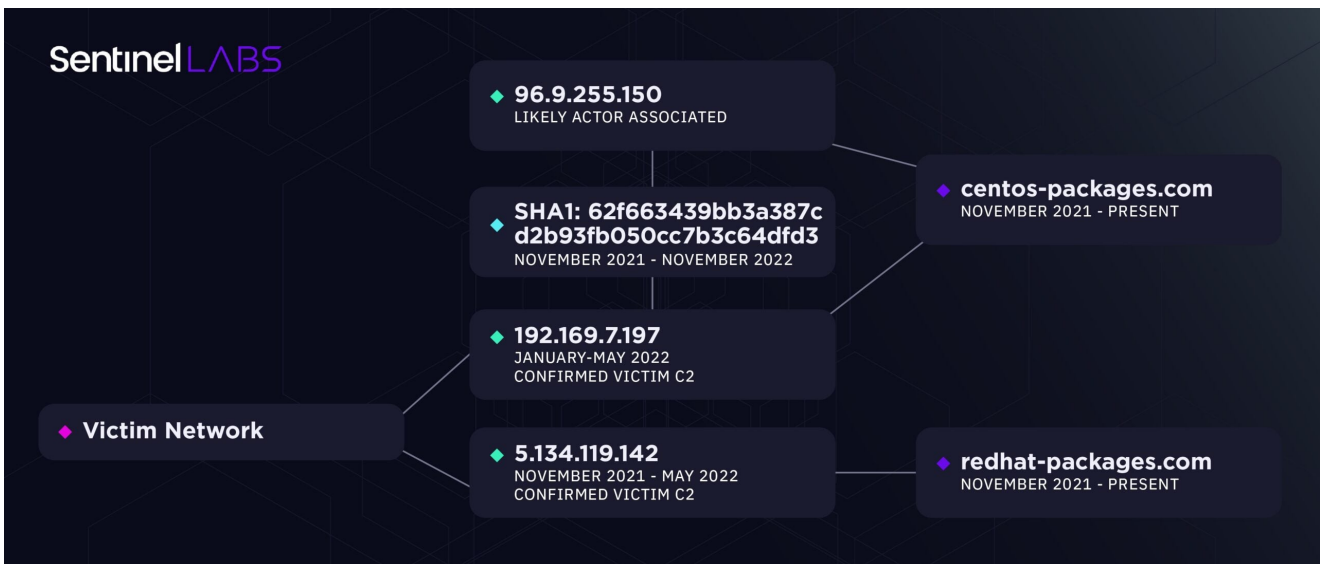 SentinelLABS
96.9.255.150
LIKELY ACTOR ASSOCIATED
SHA1: 62f663439bb3a387c
d2b93fb050cc7b3c64dfd3
NOVEMBER 2021 - NOVEMBER 2022
192.169.7.197
JANUARY-MAY 2022
CONFIRMED VICTIM C2
Victim Network
5.134.119.142
NOVEMBER 2021 - MAY 2022
CONFIRMED VICTIM C2
centos-packages.com
NOVEMBER 2021 - PRESENT
redhat-packages.com
NOVEMBER 2021 - PRESENT